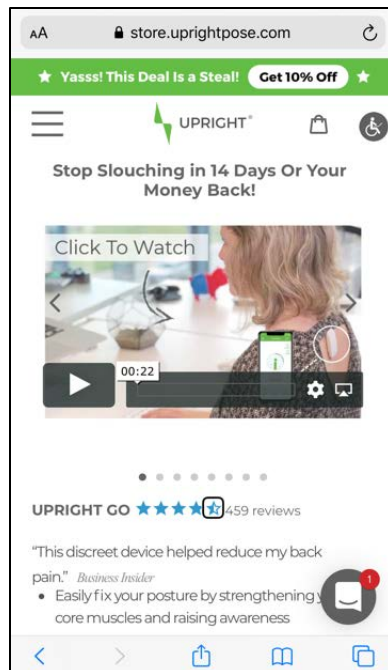 AA store.uprightpose.com
Yasss! This Deal Is a Steal! Get 10% Off
UPRIGHT®
Stop Slouching in 14 Days Or Your
Money Back!
Click To Watch
00:22
UPRIGHT GO 459 reviews
"This discreet device helped reduce my back
pain." Business Insider
• Easily fix your posture by strengthening
core muscles and raising awareness
1